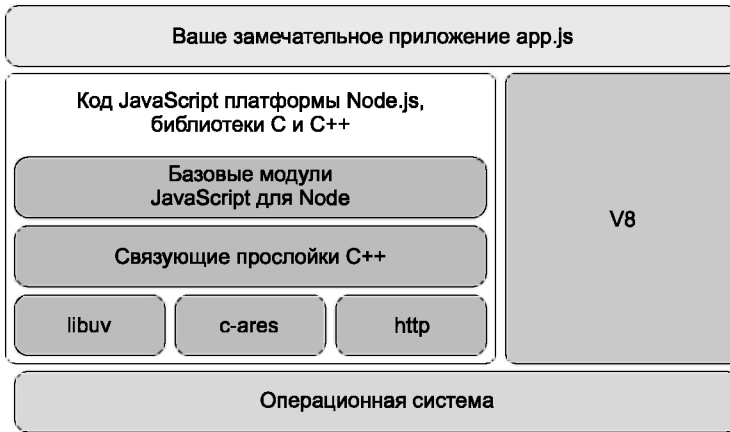 Ваше замечательное приложение app.js
Код JavaScript платформы Node.js,
библиотеки C и C++
Базовые модули
JavaScript для Node
Связующие прослойки C++
libuv
c-ares
http
V8
Операционная система